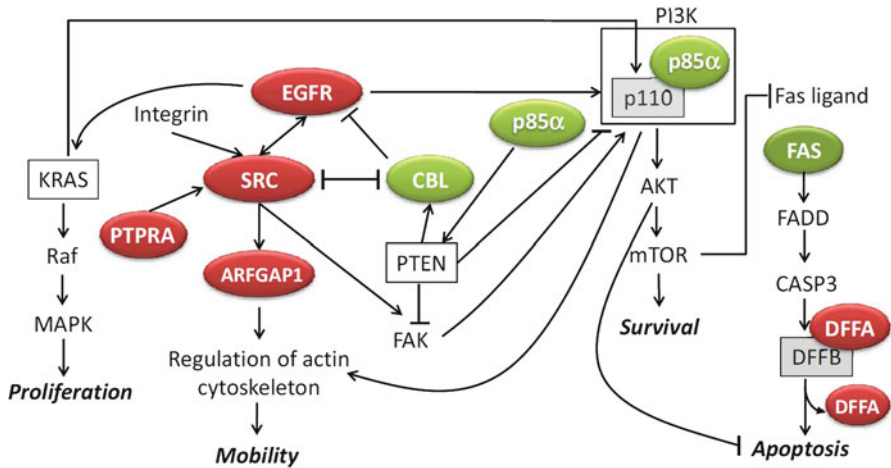 PI3K
p85α
p110
EGFR
Integrin
p85α
Fas ligand
KRAS
SRC
CBL
FAS
AKT
PTPRA
FADD
Raf
ARFGAP1
PTEN
mTOR
CASP3
MAPK
FAK
Survival
DFFA
DFFB
Regulation of actin
cytoskeleton
Proliferation
DFFA
Mobility
Apoptosis